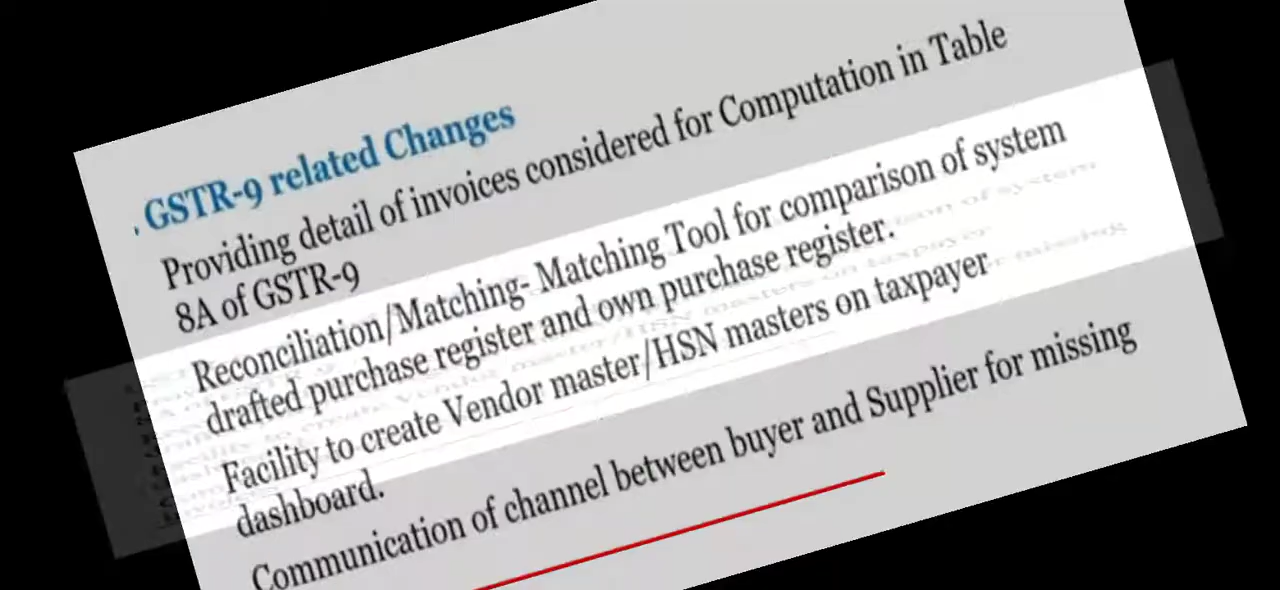 . GSTR-9 related Changes
Providing detail of invoices considered for Computation in Table
8A of GSTR-9
Reconciliation/Matching- Matching Tool for comparison of system
drafted purchase register and own purchase register.
Facility to create Vendor master/HSN masters on taxpayer
dashboard.
Communication of channel between buyer and Supplier for missing